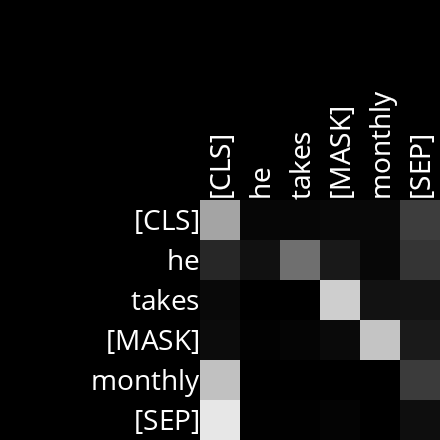 [CLS]
he
takes
[MASK]
monthly
[SEP]
[CLS]
he
takes
[MASK]
monthly
[SEP]